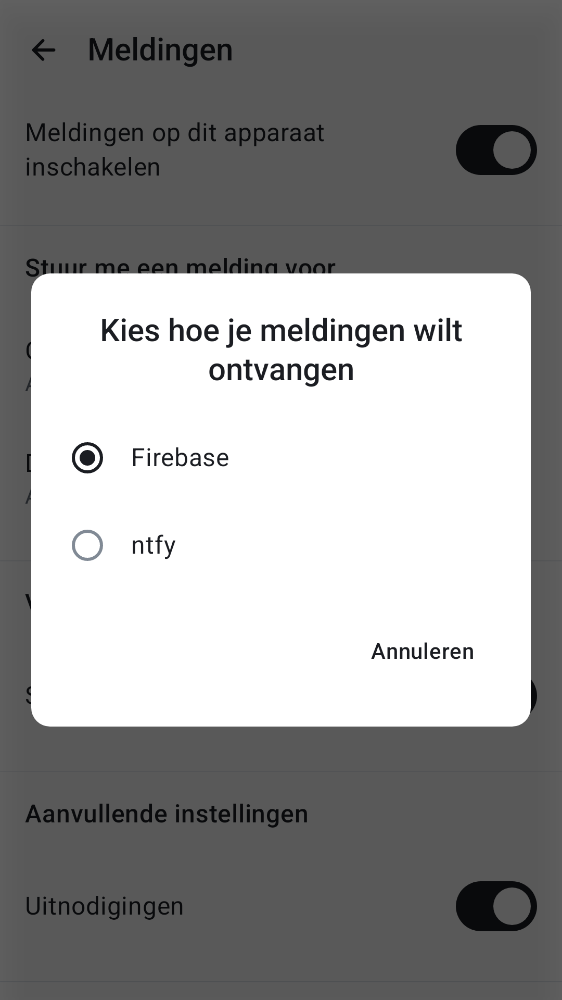 Meldingen
Meldingen op dit apparaat
inschakelen
Stuur me een melding voor
Kies hoe je meldingen wilt
ontvangen
Firebase
ntfy
Annuleren
Aanvullende instellingen
Uitnodigingen